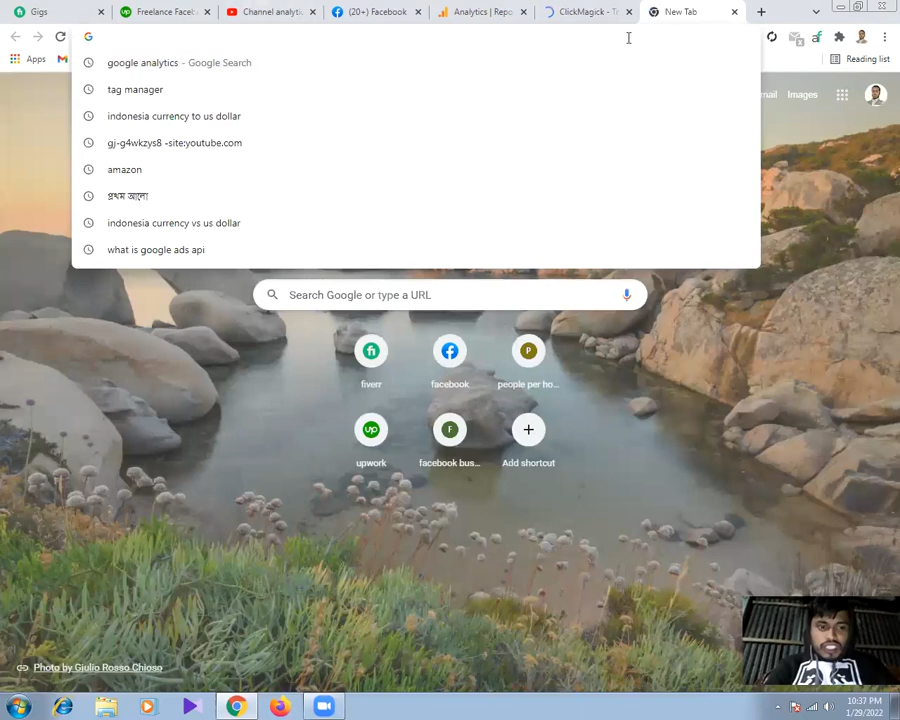 Gigs
Freelance Face
Channel analytic
(20+) Facebook
Analytics | Repo
ClickMagick - T
New Tab
Apps
Reading list
google analytics - Google Search
tag manager
mail
Images
indonesia currency to us dollar
gj-g4wkzys8 -site:youtube.com
amazon
প্রথম আলো
indonesia currency vs us dollar
what is google ads api
Search Google or type a URL
fiverr
facebook
people per ho...
upwork
facebook bus...
Add shortcut
Photo by Giulio Rosso Chioso
10:37 PM
1/29/2022